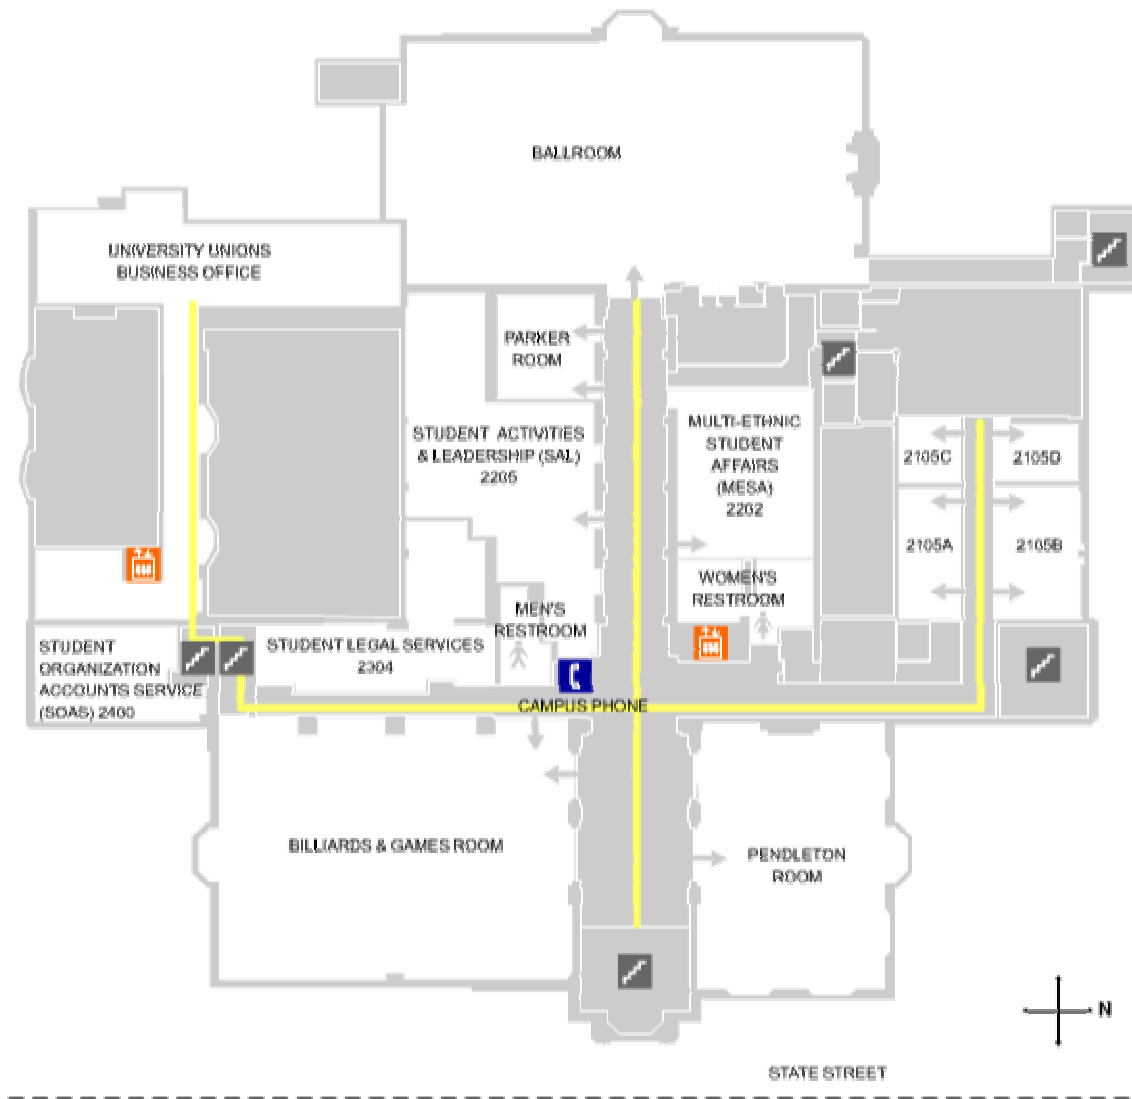 BALLROOM
UNIVERSITY UNIONS
BUSINESS OFFICE
PARKER
ROOM
STUDENT ACTIVITIES
& LEADERSHIP (SAL)
2205
MULTI-ETHNIC
STUDENT
AFFAIRS
(MESA)
2202
2105C
2105D
2105A
2105B
WOMEN'S
RESTROOM
MEN'S
RESTROOM
STUDENT LEGAL SERVICES
2304
STUDENT
ORGANIZATION
ACCOUNTS SERVICE
(SOAS) 2400
CAMPUS PHONE
BILLIARDS & GAMES ROOM
PENDLETON
ROOM
N
STATE STREET